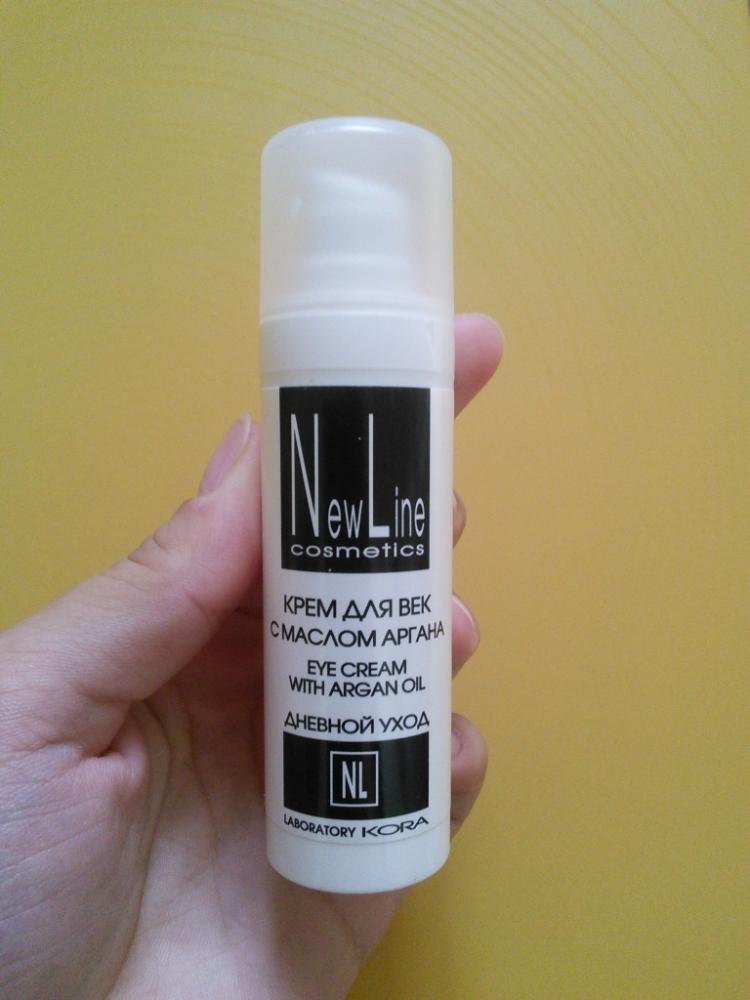 NewLine
cosmetics
КРЕМ ДЛЯ ВЕК
С МАСЛОМ АРГАНА
EYE CREAM
WITH ARGAN OIL
ДНЕВНОЙ УХОД
NL
LABORATORY KORA